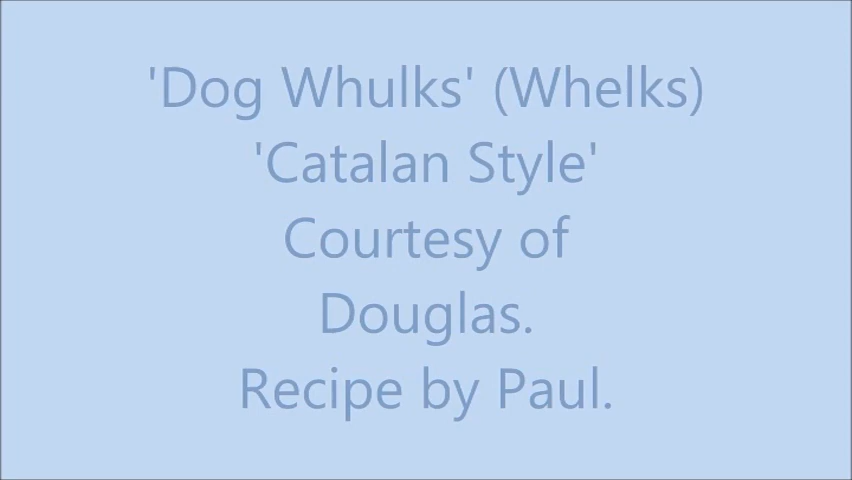 'Dog Whulks' (Whelks)
'Catalan Style'
Courtesy of
Douglas.
Recipe by Paul.